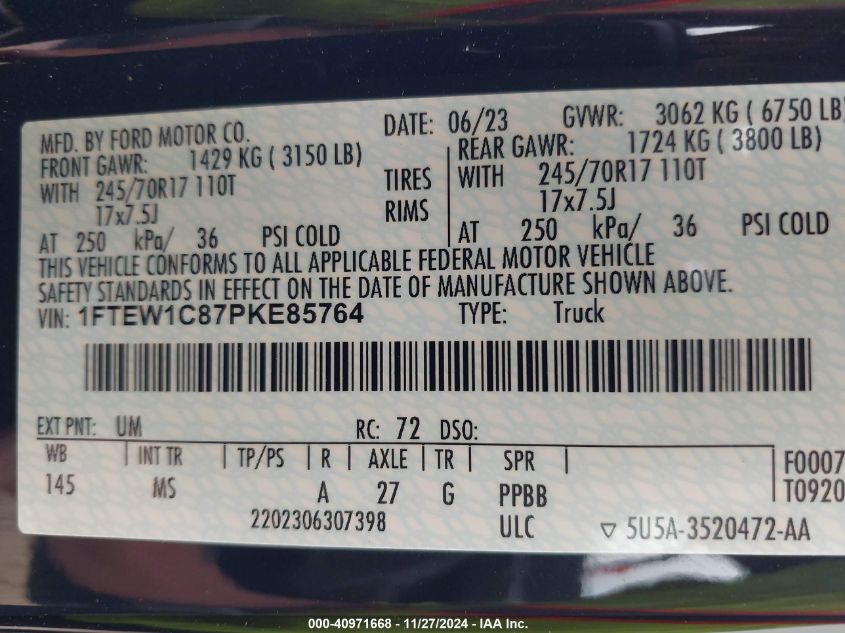 MFD. BY FORD MOTOR CO. DATE: 06/23 GVWR: 3062 KG ( 6750 LB)
FRONT GAWR: 1429 KG ( 3150 LB) REAR GAWR: 1724 KG ( 3800 LB)
WITH 245/70R17 110T TIRES WITH 245/70R17 110T
17x7.5J RIMS 17x7.5J
AT 250 kPa/ 36 PSI COLD AT 250 kPa/ 36 PSI COLD
THIS VEHICLE CONFORMS TO ALL APPLICABLE FEDERAL MOTOR VEHICLE
SAFETY STANDARDS IN EFFECT ON THE DATE OF MANUFACTURE SHOWN ABOVE.
VIN: 1FTEW1C87PKE85764 TYPE: Truck
EXT PNT: UM RC: 72 DSO:
WB | INT TR | TP/PS | R | AXLE | TR | SPR | F0007
145 MS A 27 G PPBB T0920
2202306307398 ULC ▽ 5U5A-3520472-AA
000-40971668 - 11/27/2024 - IAA Inc.